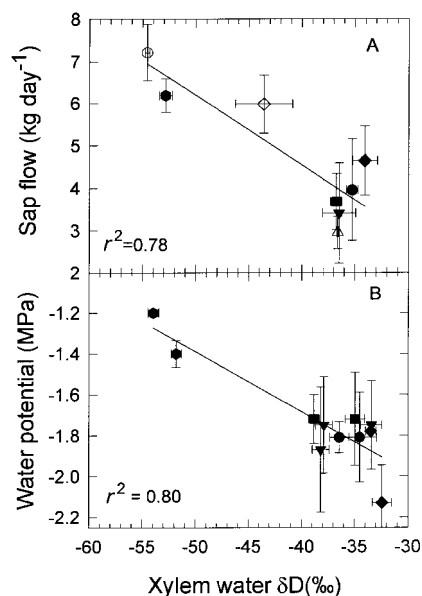 8
A
7
6
5
4
3
2
Sap flow (kg day⁻¹)
r²=0.78
B
-1.2
-1.4
-1.6
-1.8
-2.0
-2.2
Water potential (MPa)
r² = 0.80
-60 -55 -50 -45 -40 -35 -30
Xylem water δD(‰)